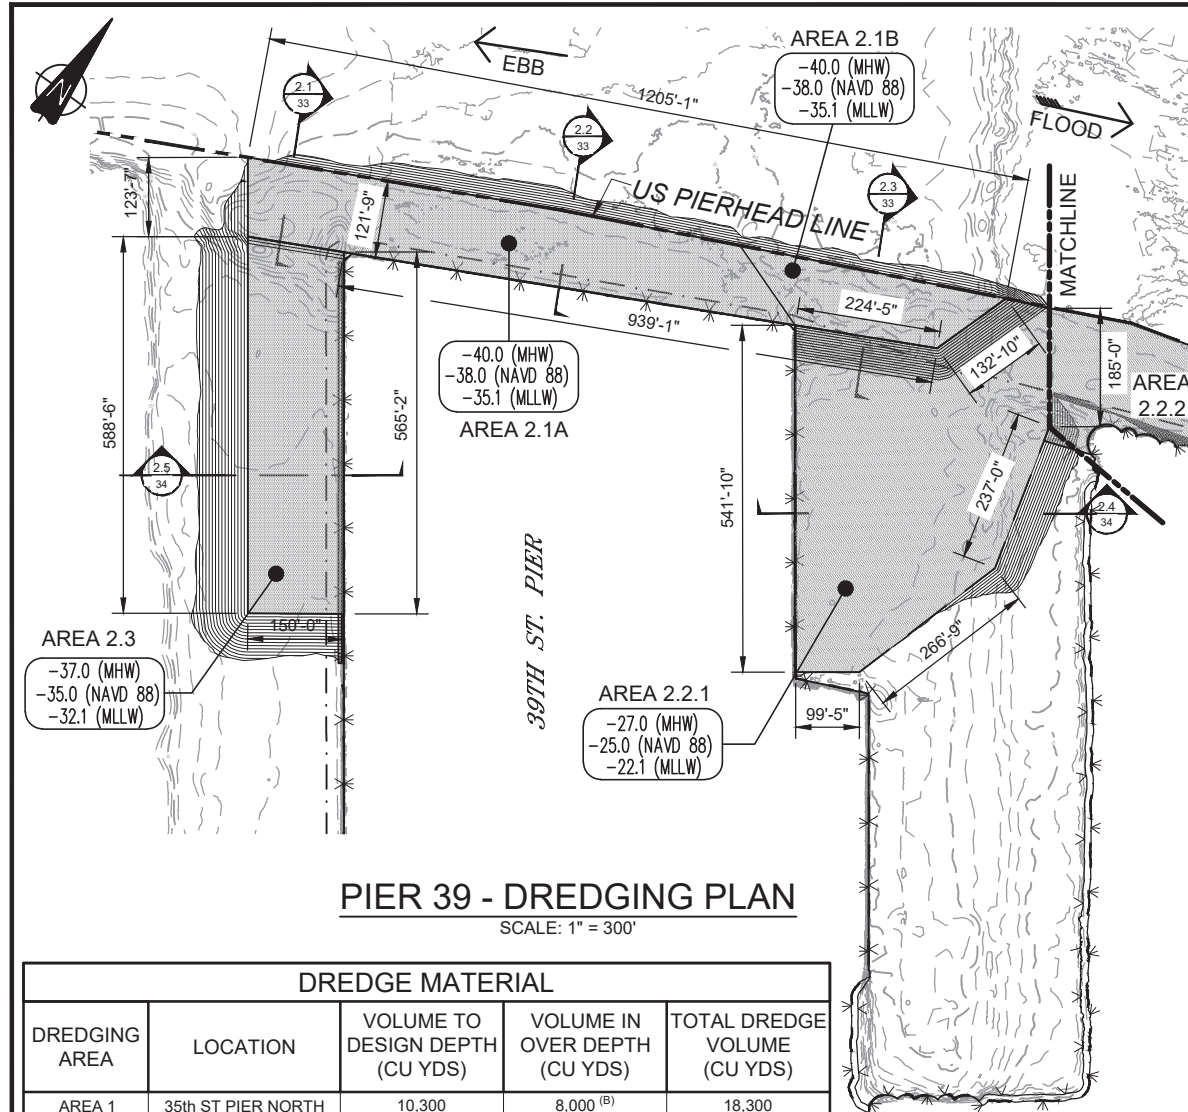 N
EBB
AREA 2.1B
-40.0 (MHW)
-38.0 (NAVD 88)
-35.1 (MLLW)
1205'-1"
FLOOD
2.1
33
2.2
33
2.3
33
US PIERHEAD LINE
MATCHLINE
123'-7"
121'-9"
224'-5"
939'-1"
132'-10"
185'-0"
AREA
2.2.2
-40.0 (MHW)
-38.0 (NAVD 88)
-35.1 (MLLW)
AREA 2.1A
588'-6"
565'-2"
2.5
34
541'-10"
237'-0"
2.4
34
39TH ST. PIER
150'-0"
266'-9"
AREA 2.3
-37.0 (MHW)
-35.0 (NAVD 88)
-32.1 (MLLW)
AREA 2.2.1
-27.0 (MHW)
-25.0 (NAVD 88)
-22.1 (MLLW)
99'-5"
PIER 39 - DREDGING PLAN
SCALE: 1" = 300'
DREDGE MATERIAL
DREDGING AREA LOCATION VOLUME TO DESIGN DEPTH (CU YDS) VOLUME IN OVER DEPTH (CU YDS) TOTAL DREDGE VOLUME (CU YDS)
AREA 1 35th ST PIER NORTH 10,300 8,000 (B) 18,300